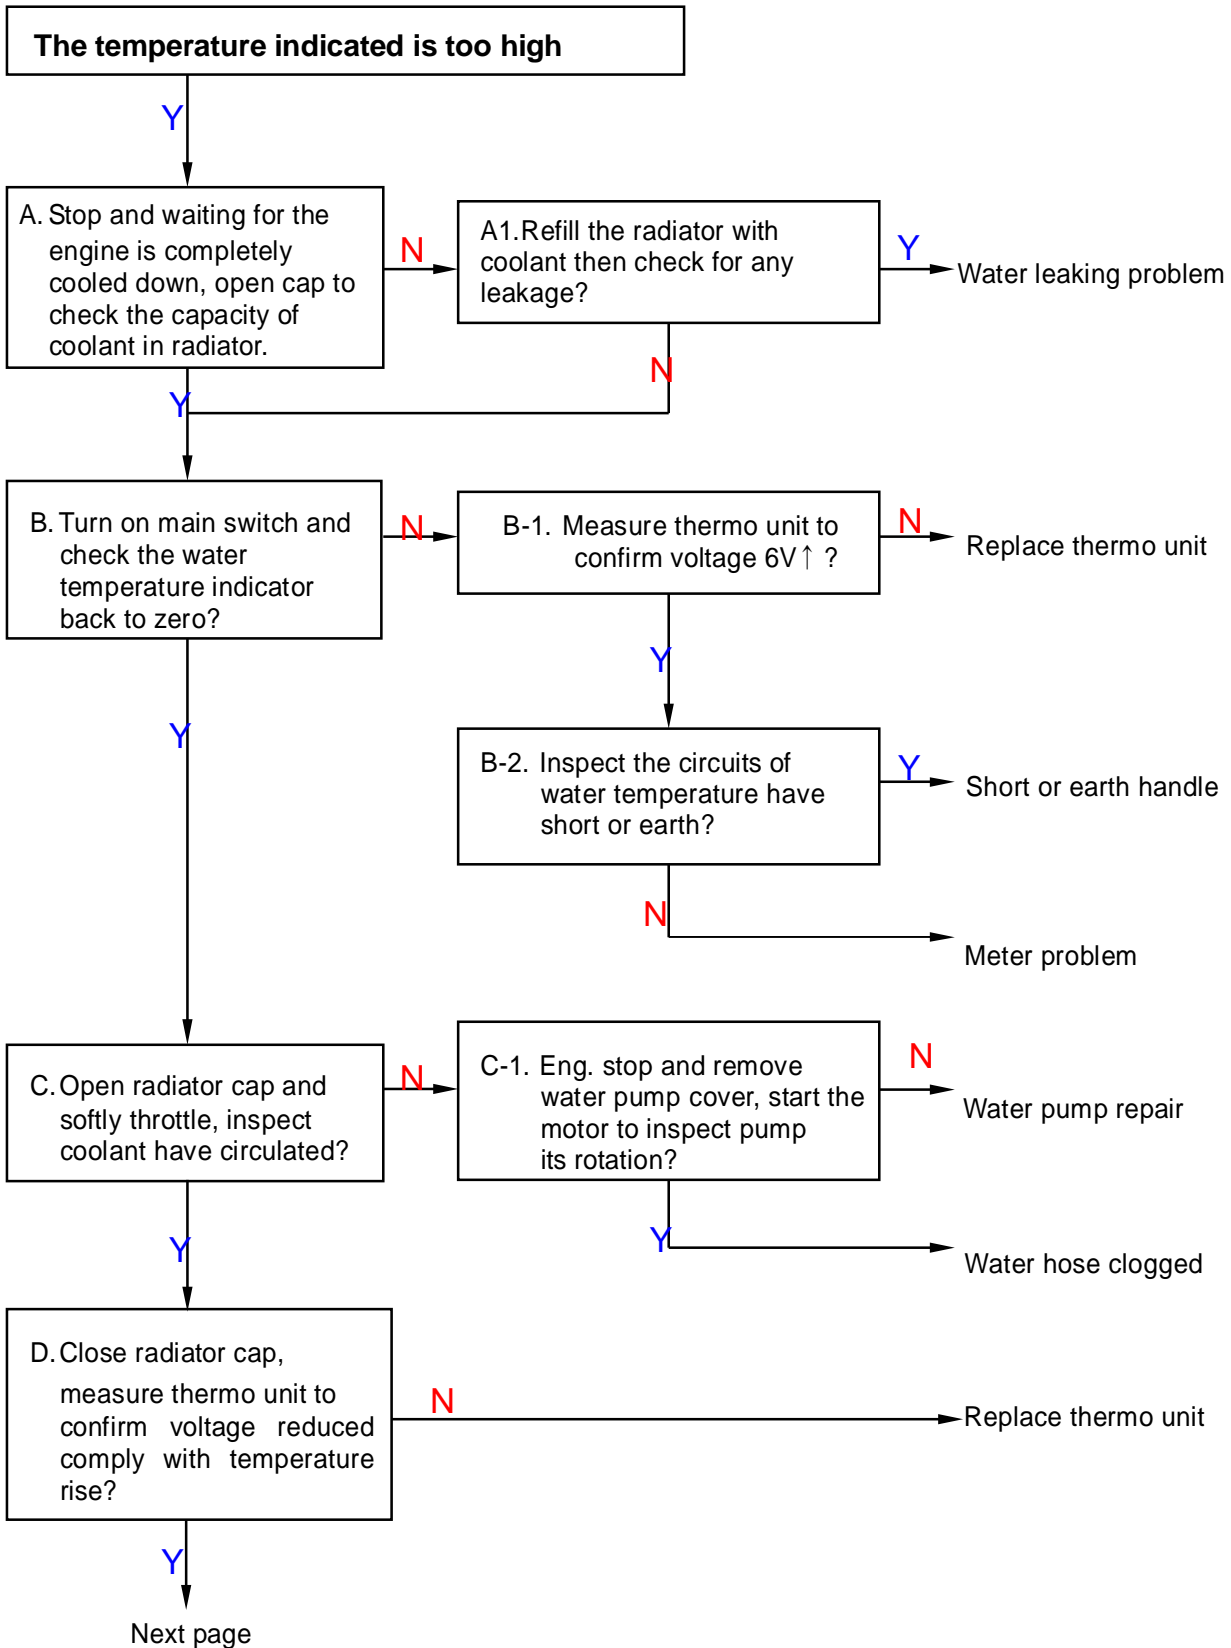 The temperature indicated is too high
Y
A. Stop and waiting for the
engine is completely
cooled down, open cap to
check the capacity of
coolant in radiator.
N
A1.Refill the radiator with
coolant then check for any
leakage?
Y
Water leaking problem
N
Y
B. Turn on main switch and
check the water
temperature indicator
back to zero?
N
B-1. Measure thermo unit to
confirm voltage 6V↑ ?
N
Replace thermo unit
Y
Y
B-2. Inspect the circuits of
water temperature have
short or earth?
Y
Short or earth handle
N
Meter problem
C. Open radiator cap and
softly throttle, inspect
coolant have circulated?
N
C-1. Eng. stop and remove
water pump cover, start the
motor to inspect pump
its rotation?
N
Water pump repair
Y
Y
Water hose clogged
D. Close radiator cap,
measure thermo unit to
confirm voltage reduced
comply with temperature
rise?
N
Replace thermo unit
Y
Next page